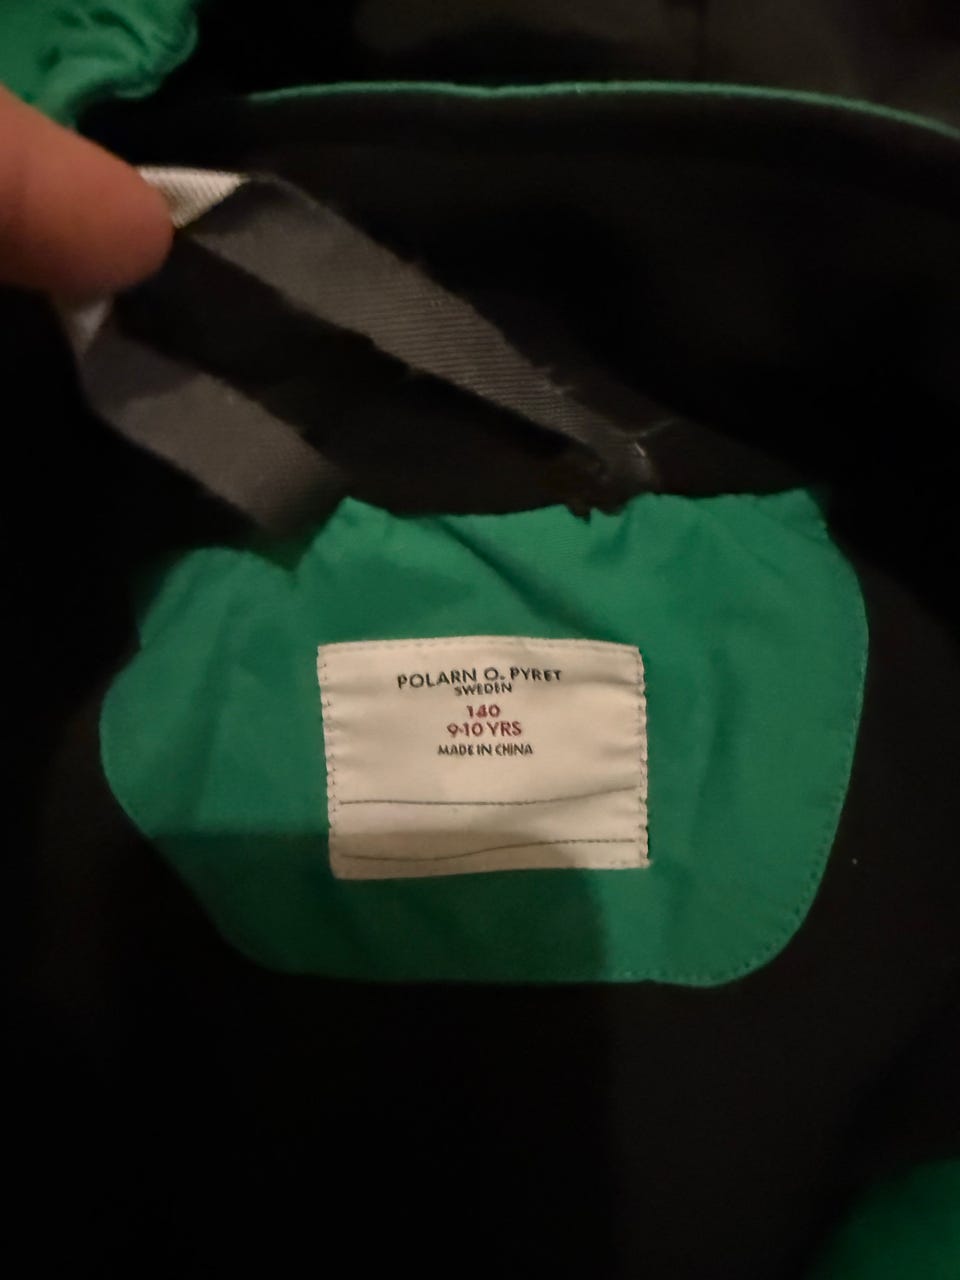 POLARN O. PYRET
SWEDEN
140
9-10 YRS
MADE IN CHINA